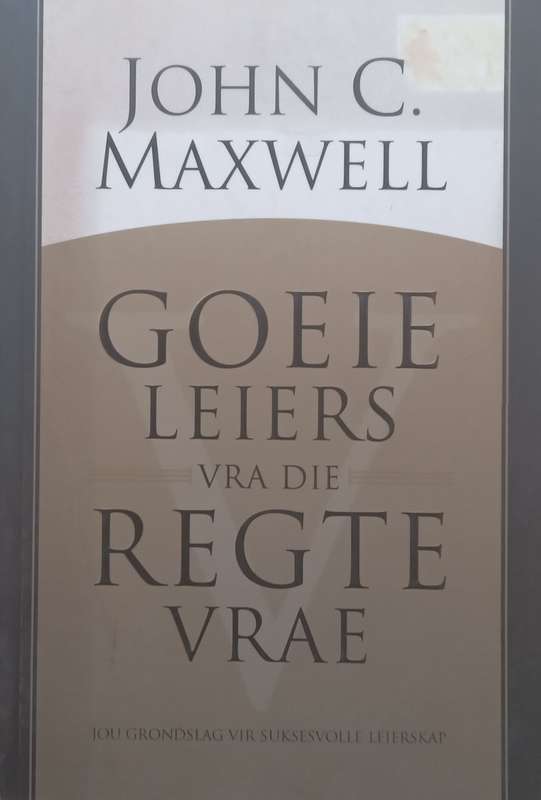 JOHN C.
MAXWELL
GOEIE
LEIERS
VRA DIE
REGTE
VRAE
JOU GRONDSLAG VIR SUKSESVOLLE LEIERSKAP